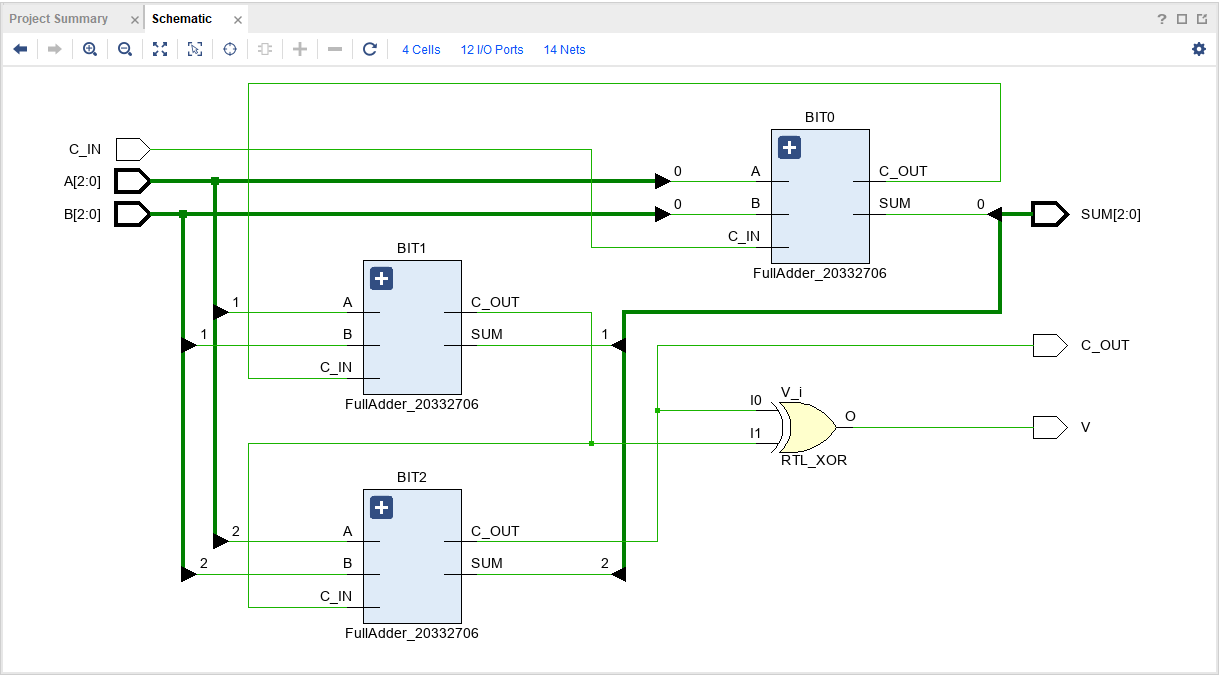 Project Summary × Schematic × ?
4 Cells 12 I/O Ports 14 Nets
BIT0
C_IN
A[2:0] 0 A C_OUT
B[2:0] 0 B SUM 0 SUM[2:0]
C_IN
BIT1
FullAdder_20332706
1 A C_OUT
1 B SUM 1 C_OUT
C_IN
V_i
FullAdder_20332706 I0
O V
I1
RTL_XOR
BIT2
2 A C_OUT
2 B SUM 2
C_IN
FullAdder_20332706